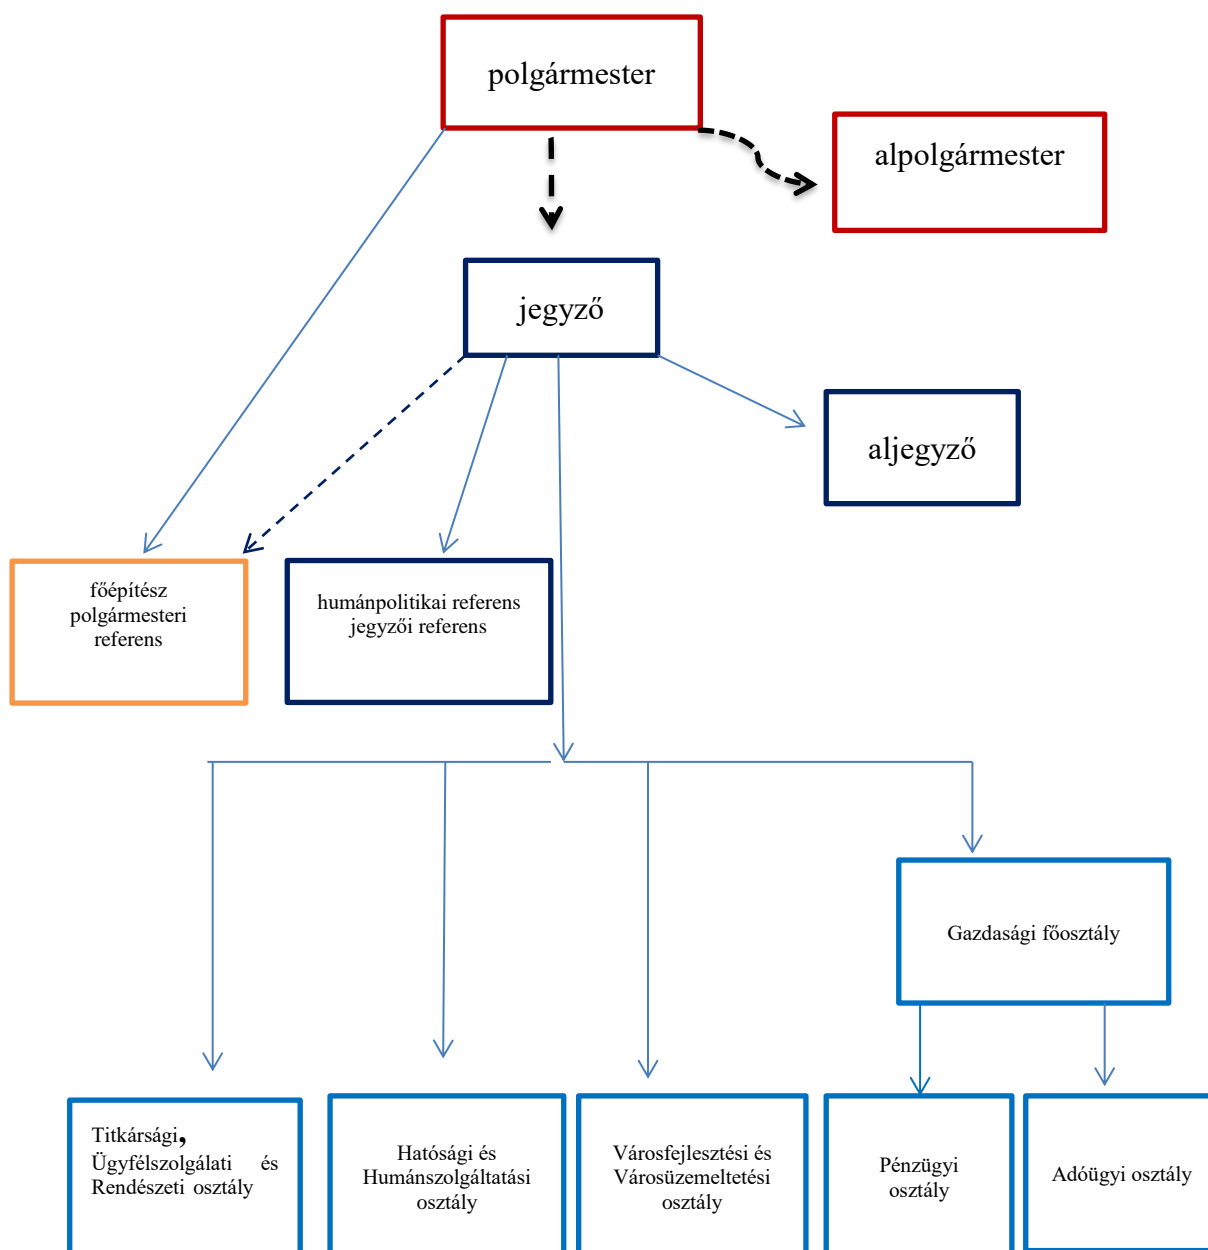 polgármester
alpolgármester
jegyző
aljegyző
főépítész
polgármesteri
referens
humánpolitikai referens
jegyzői referens
Gazdasági főosztály
Titkársági,
Ügyfélszolgálati és
Rendészeti osztály
Hatósági és
Humánszolgáltatási
osztály
Városfejlesztési és
Városüzemeltetési
osztály
Pénzügyi
osztály
Adóügyi osztály